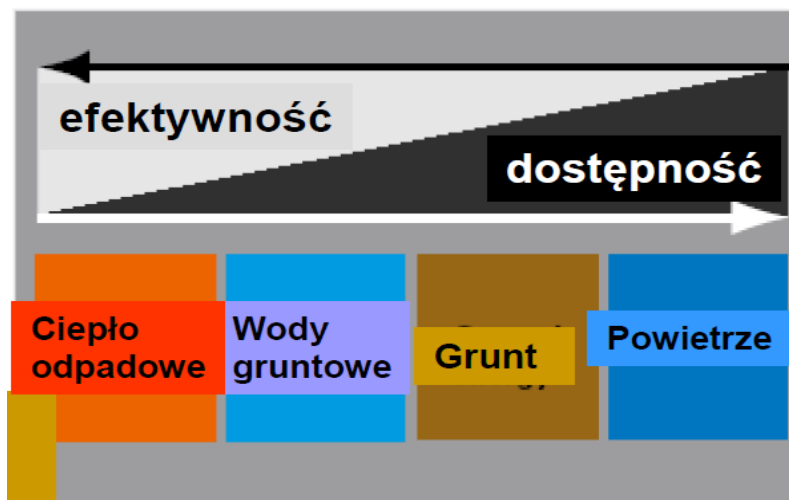 efektywność
dostępność
Ciepło
odpadowe
Wody
gruntowe
Grunt
Powietrze